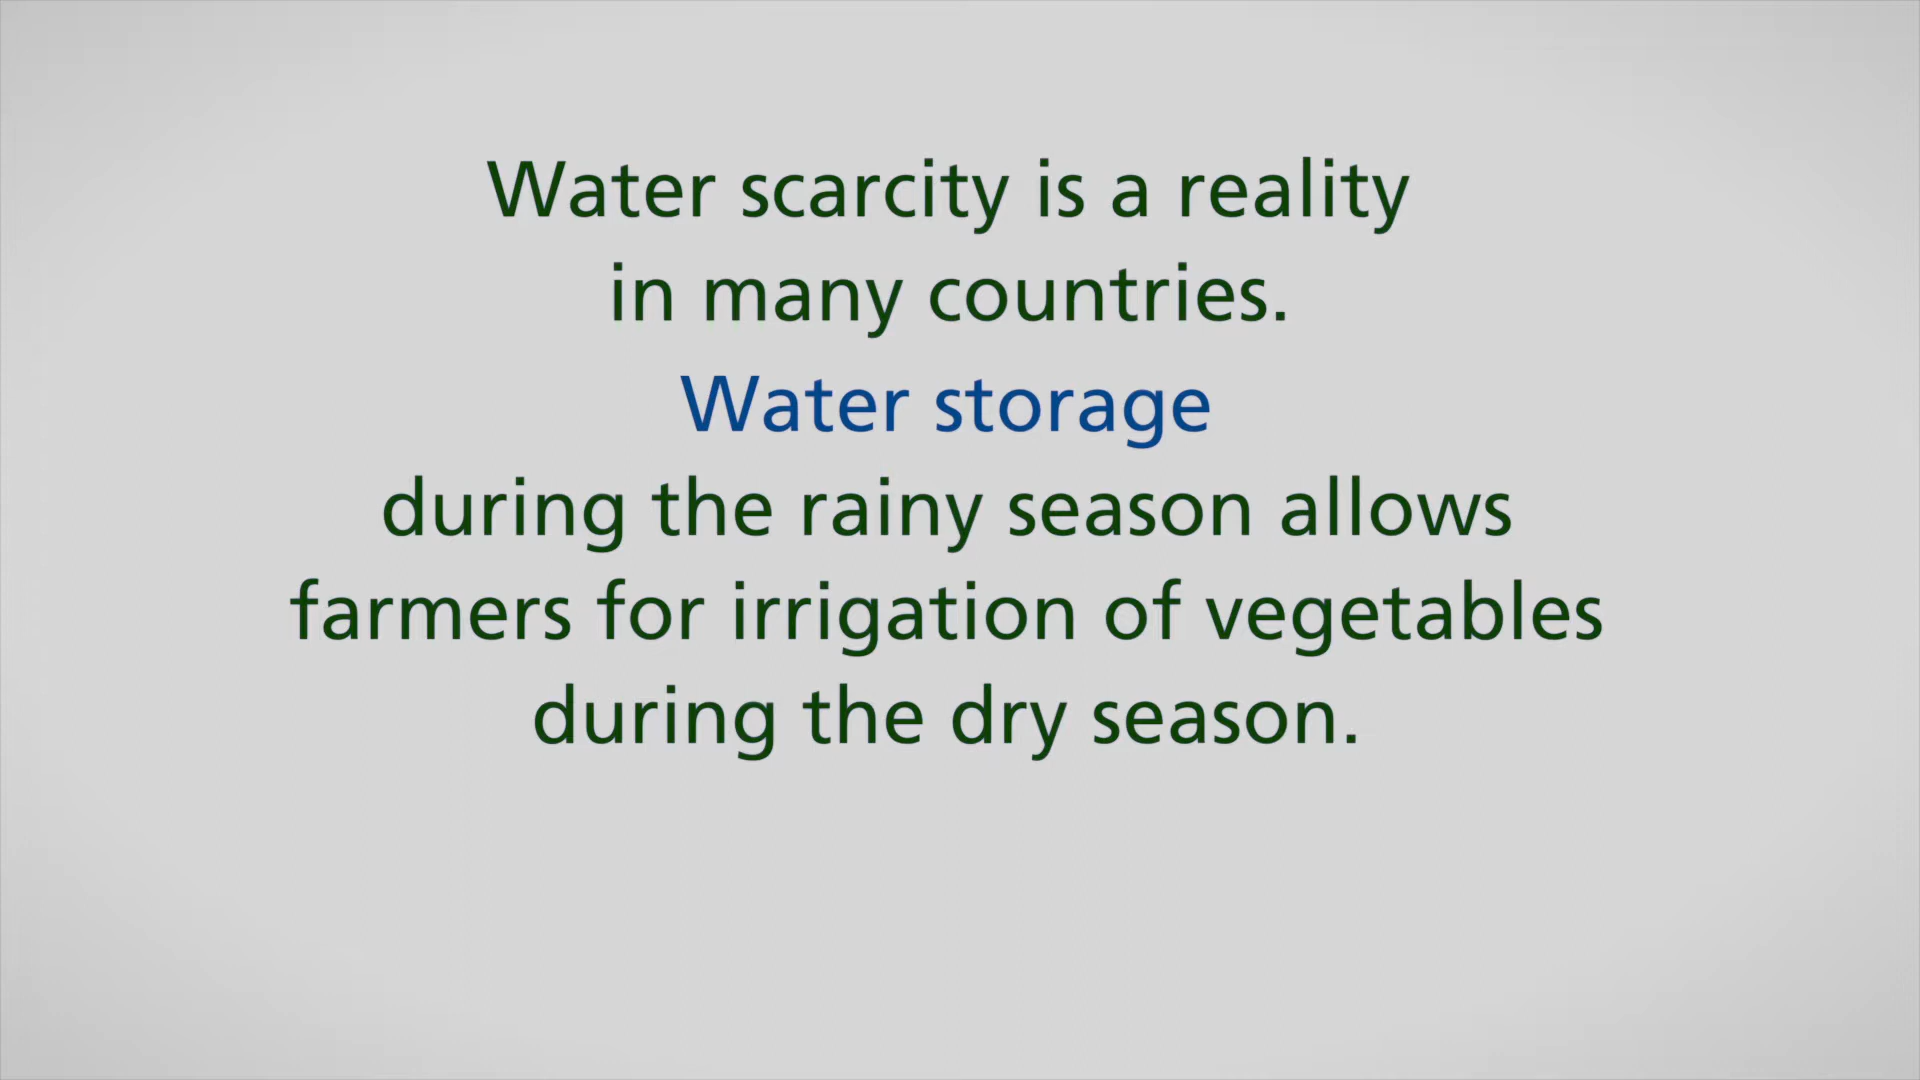 Water scarcity is a reality
in many countries.
Water storage
during the rainy season allows
farmers for irrigation of vegetables
during the dry season.